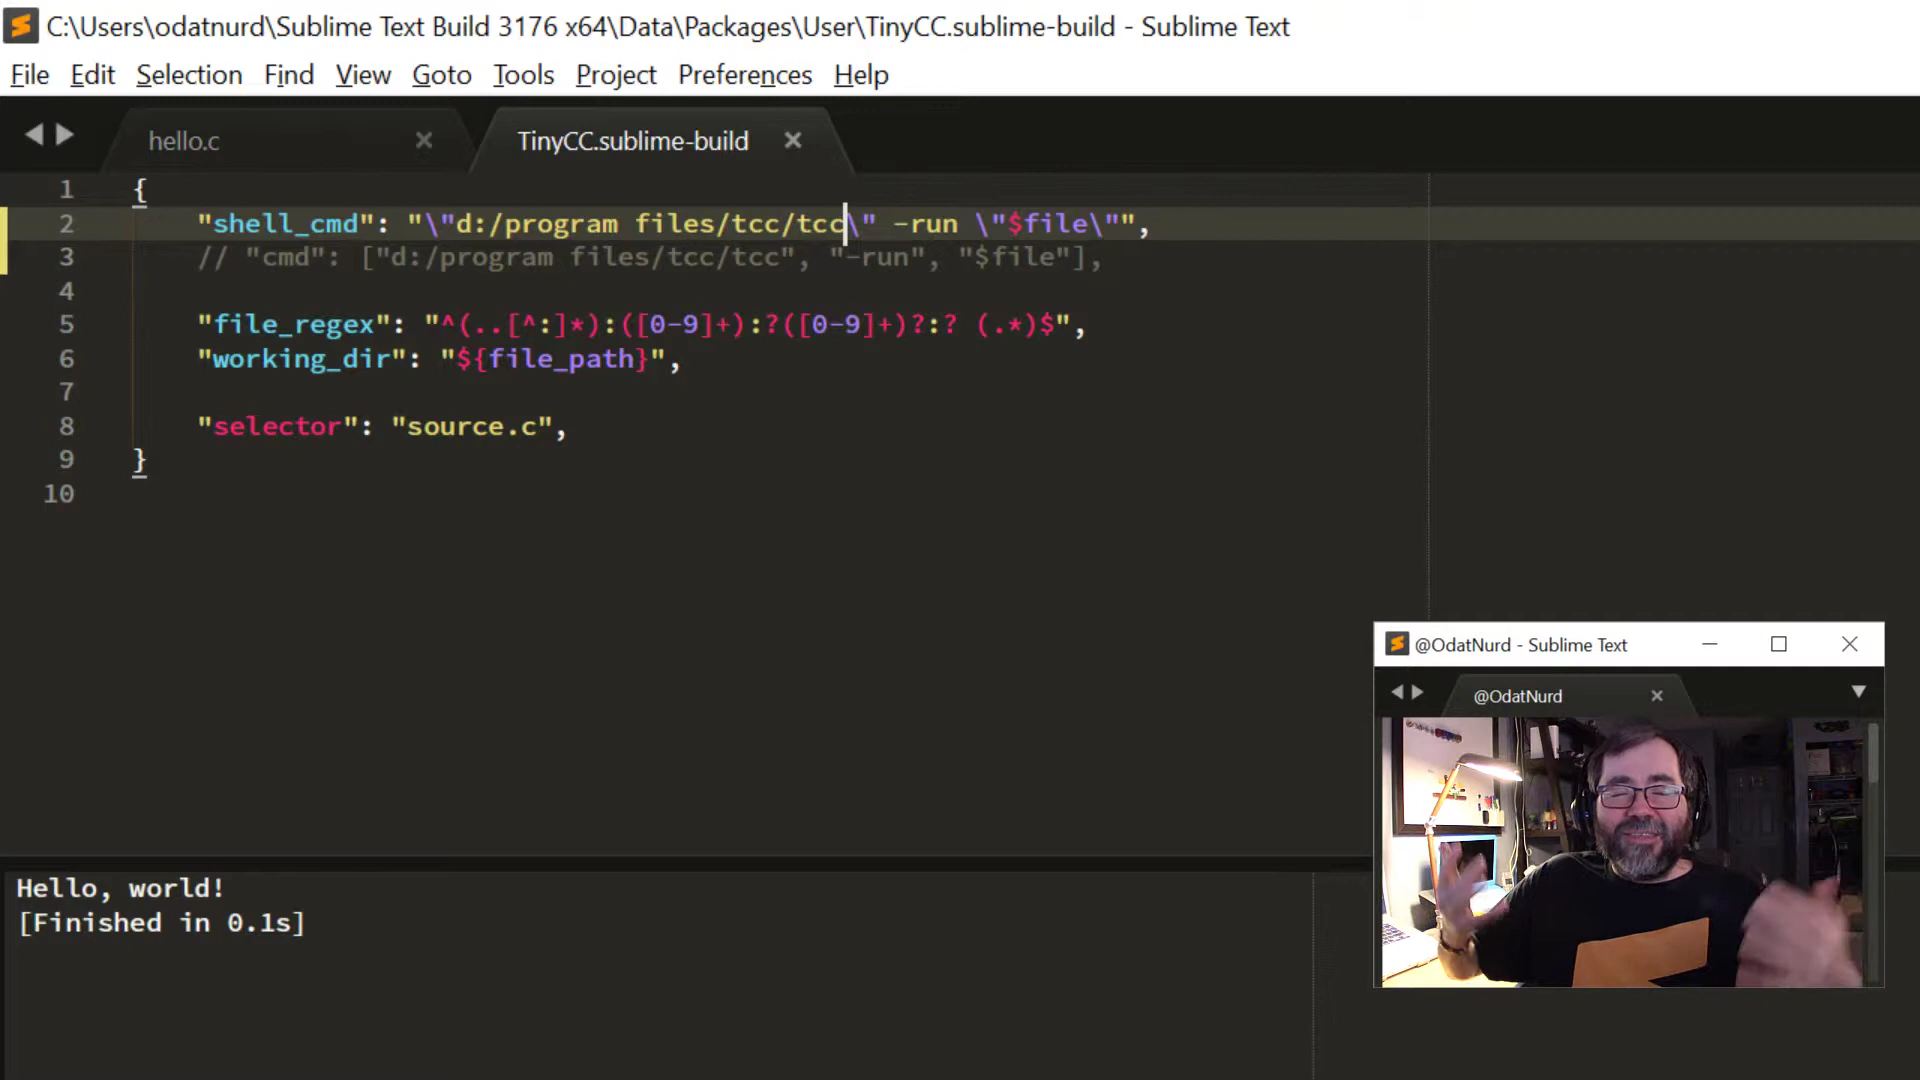 C:\Users\odatnurd\Sublime Text Build 3176 x64\Data\Packages\User\TinyCC.sublime-build - Sublime Text
File Edit Selection Find View Goto Tools Project Preferences Help
hello.c TinyCC.sublime-build
1 {
2 "shell_cmd": "\"d:/program files/tcc/tcc\" -run \"$file\"",
3 // "cmd": ["d:/program files/tcc/tcc", "-run", "$file"],
4
5 "file_regex": "^(..[^:]*):([0-9]+):?([0-9]+)?:? (.*)$",
6 "working_dir": "${file_path}",
7
8 "selector": "source.c",
9 }
10
@OdatNurd - Sublime Text
@OdatNurd
Hello, world!
[Finished in 0.1s]